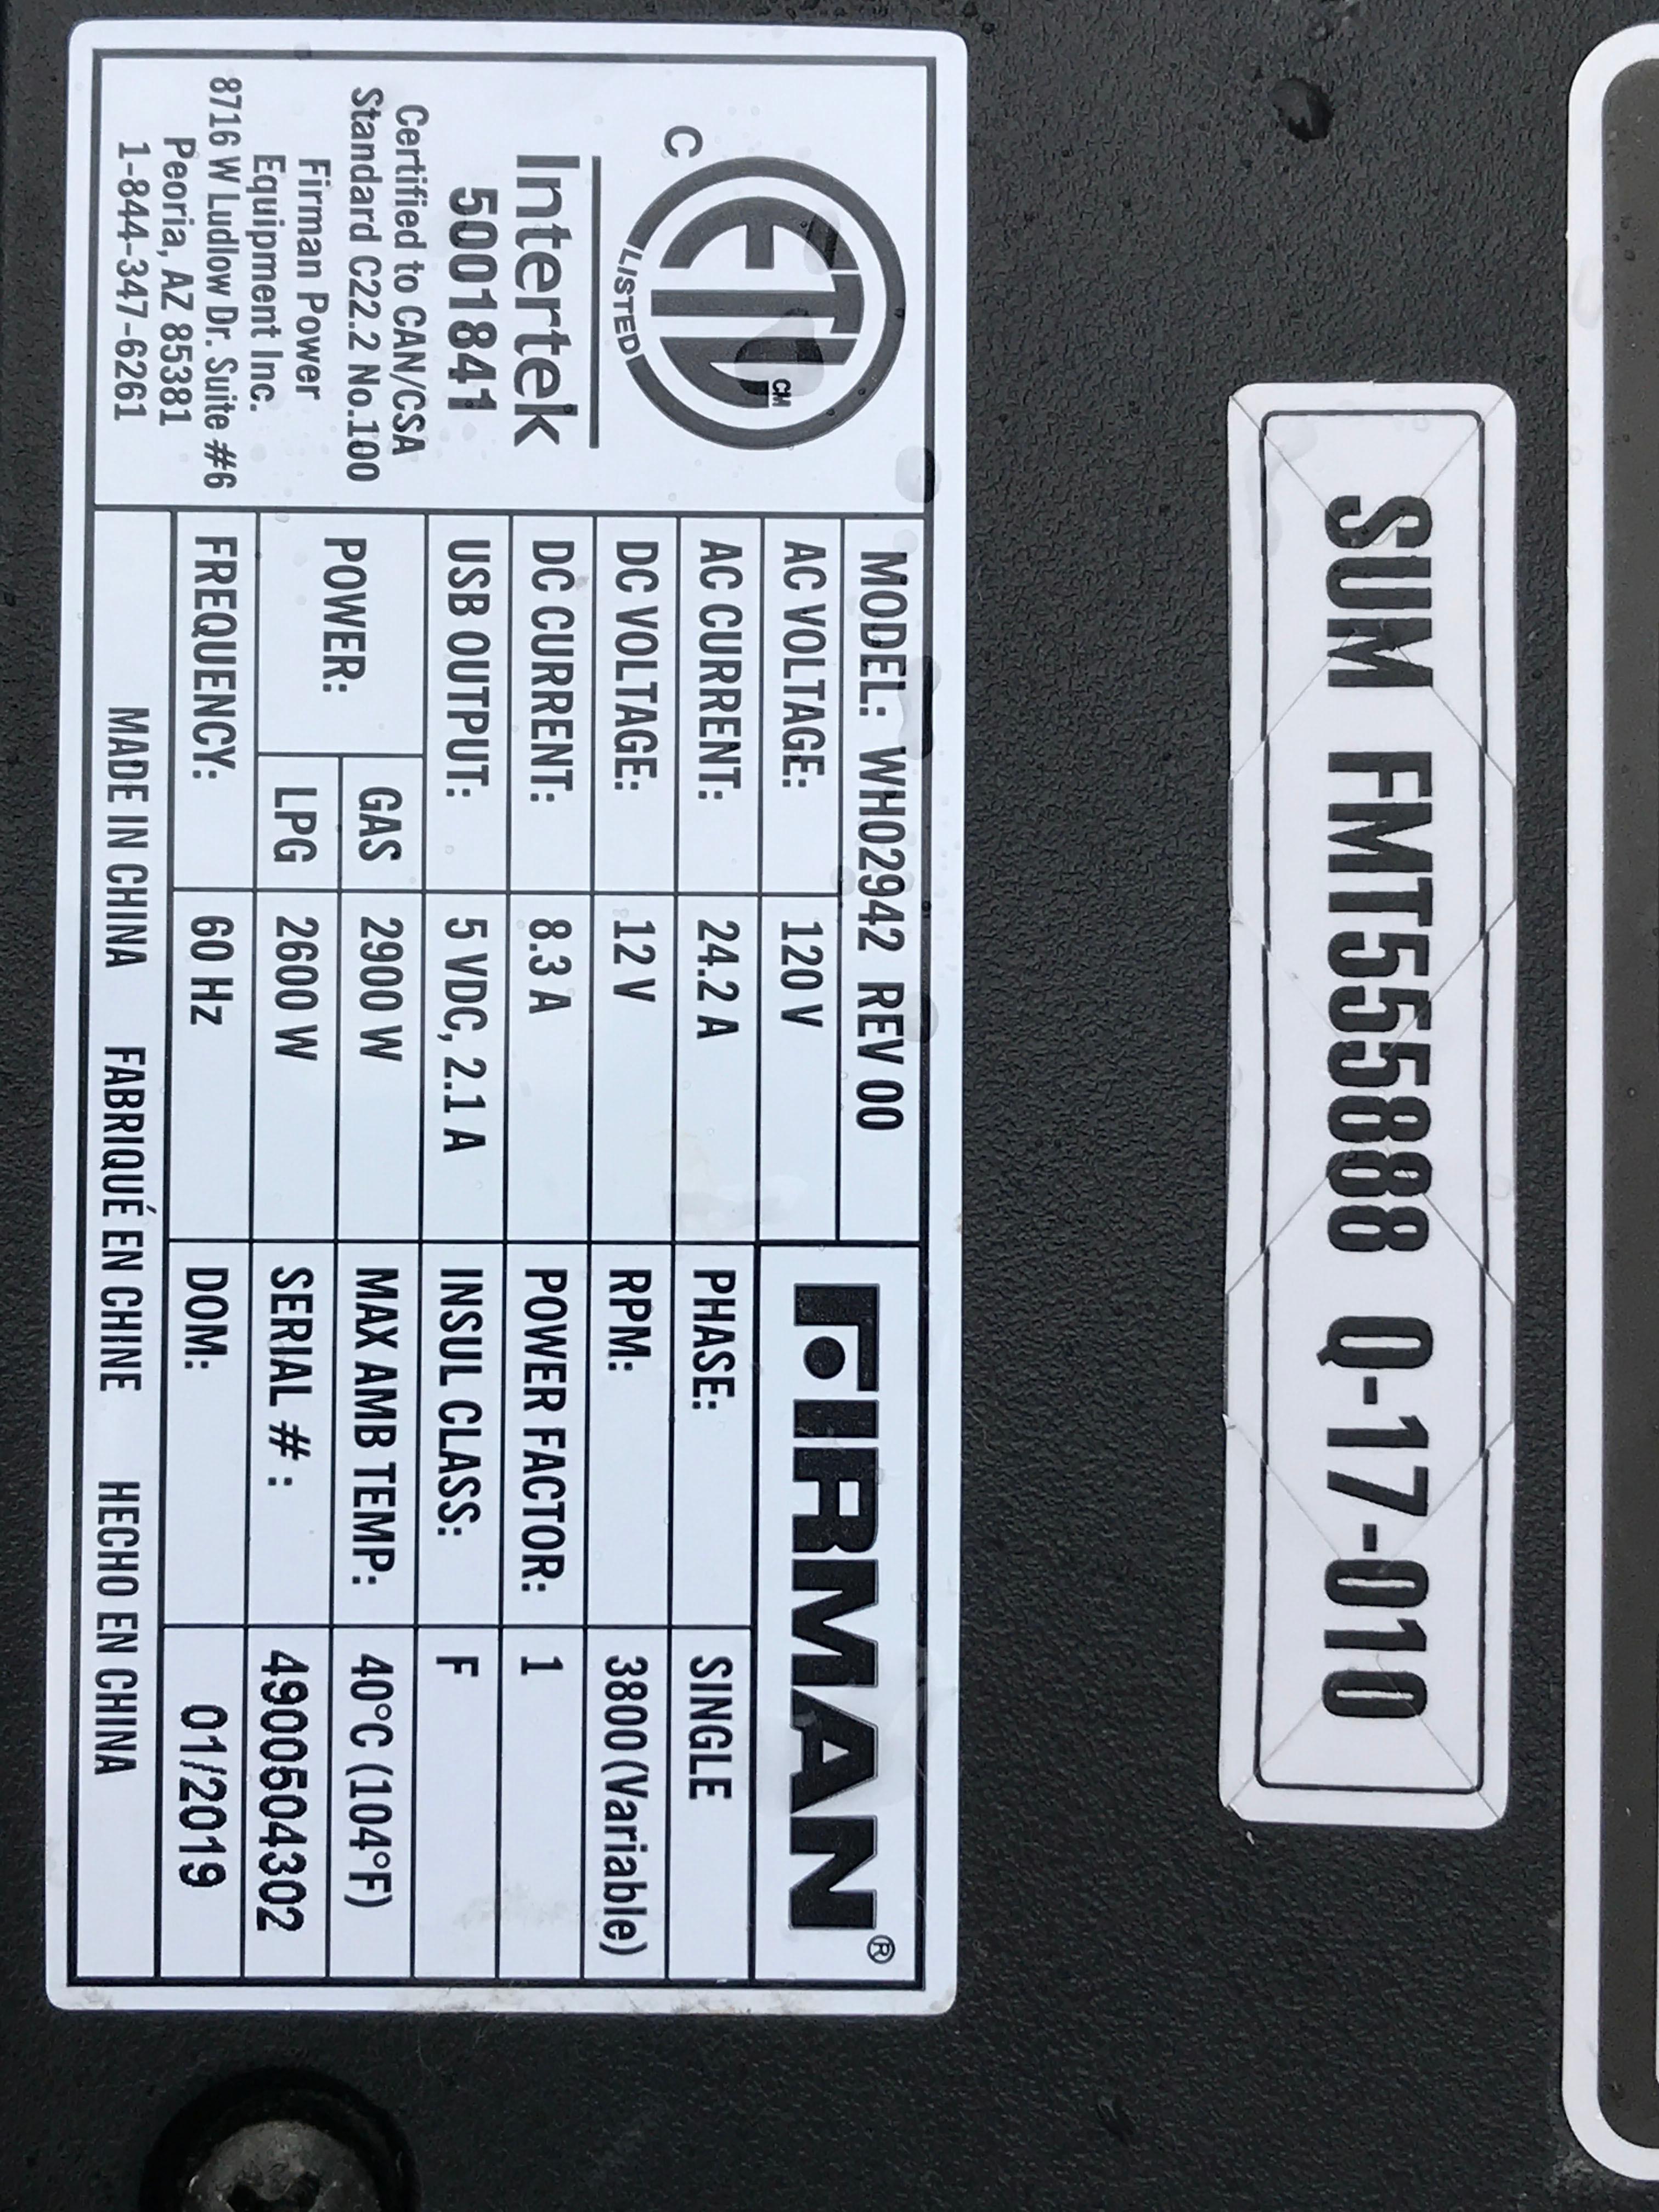 SUM FMT555888 Q-17-010
C ETL CM LISTED
Intertek
5001841
Certified to CAN/CSA
Standard C22.2 No.100
Firman Power
Equipment Inc.
8716 W Ludlow Dr. Suite #6
Peoria, AZ 85381
1-844-347-6261
MODEL: WH02942 REV 00
FIRMAN®
AC VOLTAGE: 120 V
AC CURRENT: 24.2 A PHASE: SINGLE
DC VOLTAGE: 12 V RPM: 3800 (Variable)
DC CURRENT: 8.3 A POWER FACTOR: 1
USB OUTPUT: 5 VDC, 2.1 A INSUL CLASS: F
POWER: GAS 2900 W MAX AMB TEMP: 40°C (104°F)
LPG 2600 W SERIAL #: 4900504302
FREQUENCY: 60 Hz DOM: 01/2019
MADE IN CHINA FABRIQUÉ EN CHINE HECHO EN CHINA